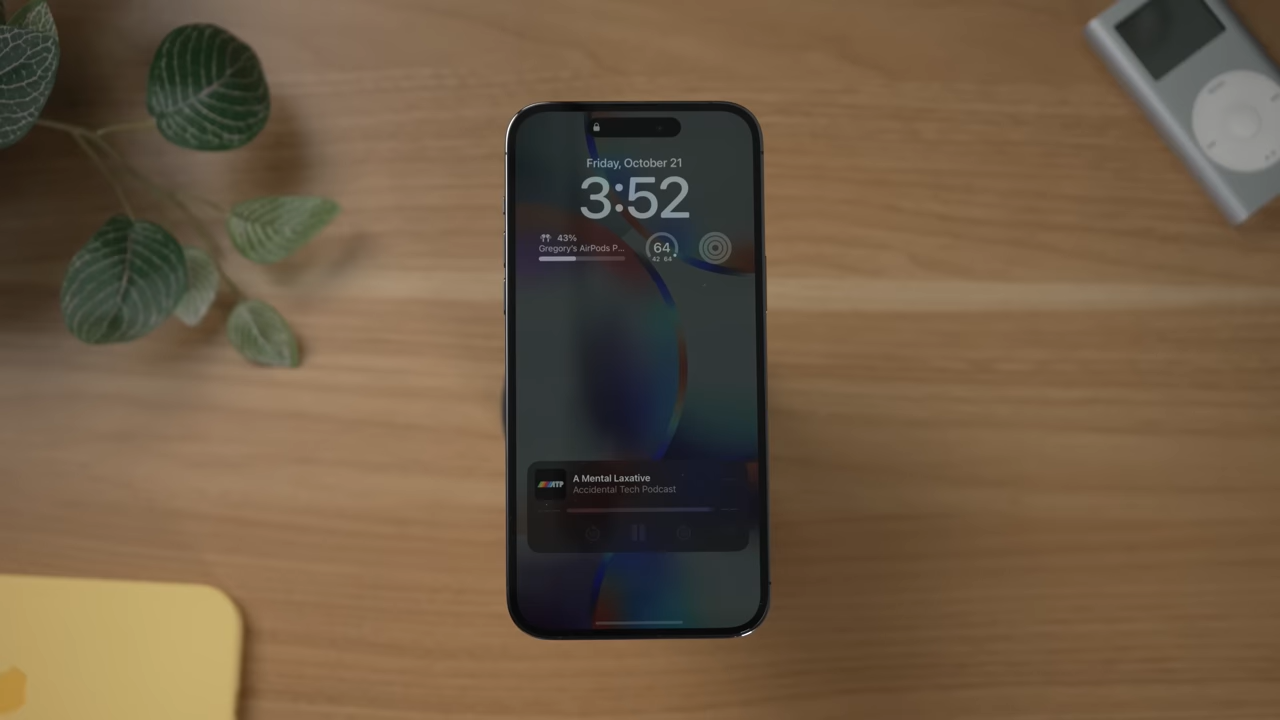 Friday, October 21
3:52
43%
Gregory's AirPods P...
64
42 64
A Mental Laxative
Accidental Tech Podcast
ATP